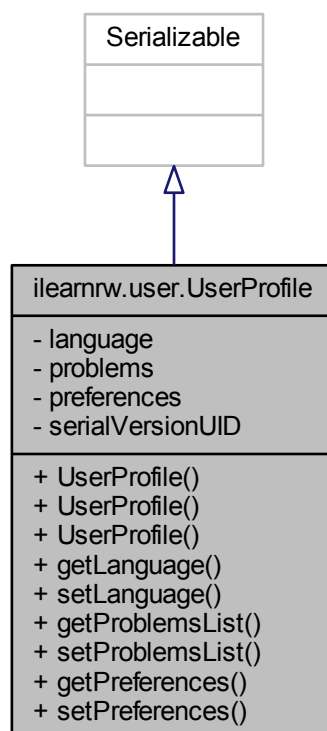 Serializable
ilearnrw.user.UserProfile
- language
- problems
- preferences
- serialVersionUID
+ UserProfile()
+ UserProfile()
+ UserProfile()
+ getLanguage()
+ setLanguage()
+ getProblemsList()
+ setProblemsList()
+ getPreferences()
+ setPreferences()